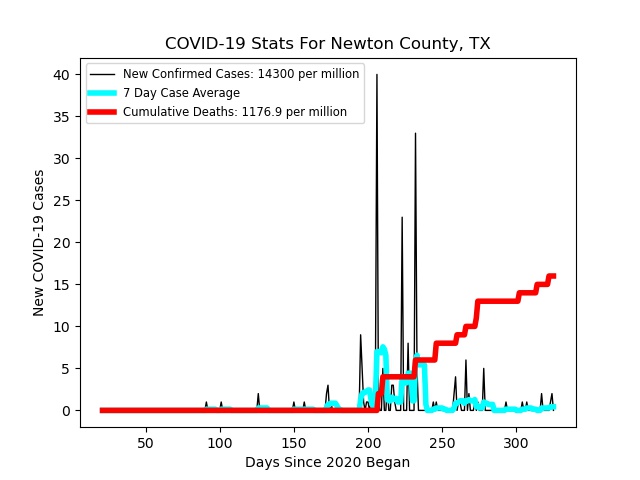 COVID-19 Stats For Newton County, TX
New Confirmed Cases: 14300 per million
7 Day Case Average
Cumulative Deaths: 1176.9 per million
New COVID-19 Cases
40
35
30
25
20
15
10
5
0
50 100 150 200 250 300
Days Since 2020 Began